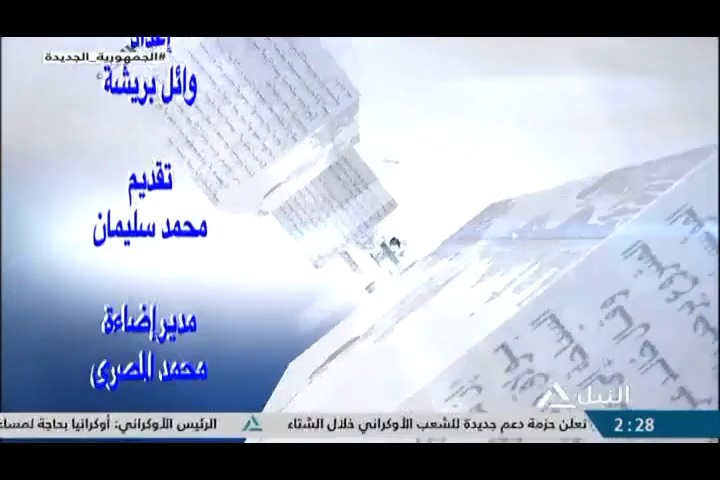 #الجمهورية_الجديدة
إعداد
وائل بريشة
تقديم
محمد سليمان
مدير إضاءة
محمد المصري
النيل
2:28
تعلن حزمة دعم جديدة للشعب الأوكراني خلال الشتاء
الرئيس الأوكراني: أوكرانيا بحاجة